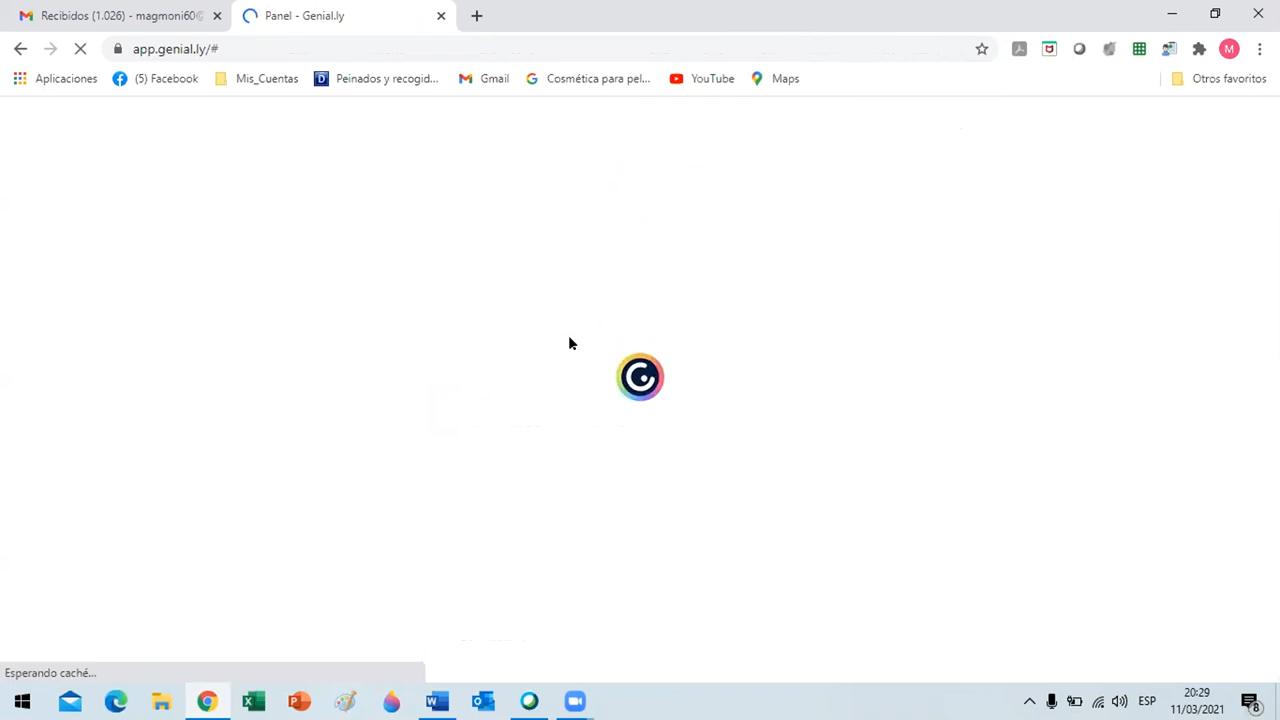 Recibidos (1.026) - magmoni60@
Panel - Genial.ly
app.genial.ly/#
M
Aplicaciones
(5) Facebook
Mis_Cuentas
Peinados y recogid...
Gmail
Cosmética para pel...
YouTube
Maps
Otros favoritos
Esperando caché...
ESP
20:29
11/03/2021
8